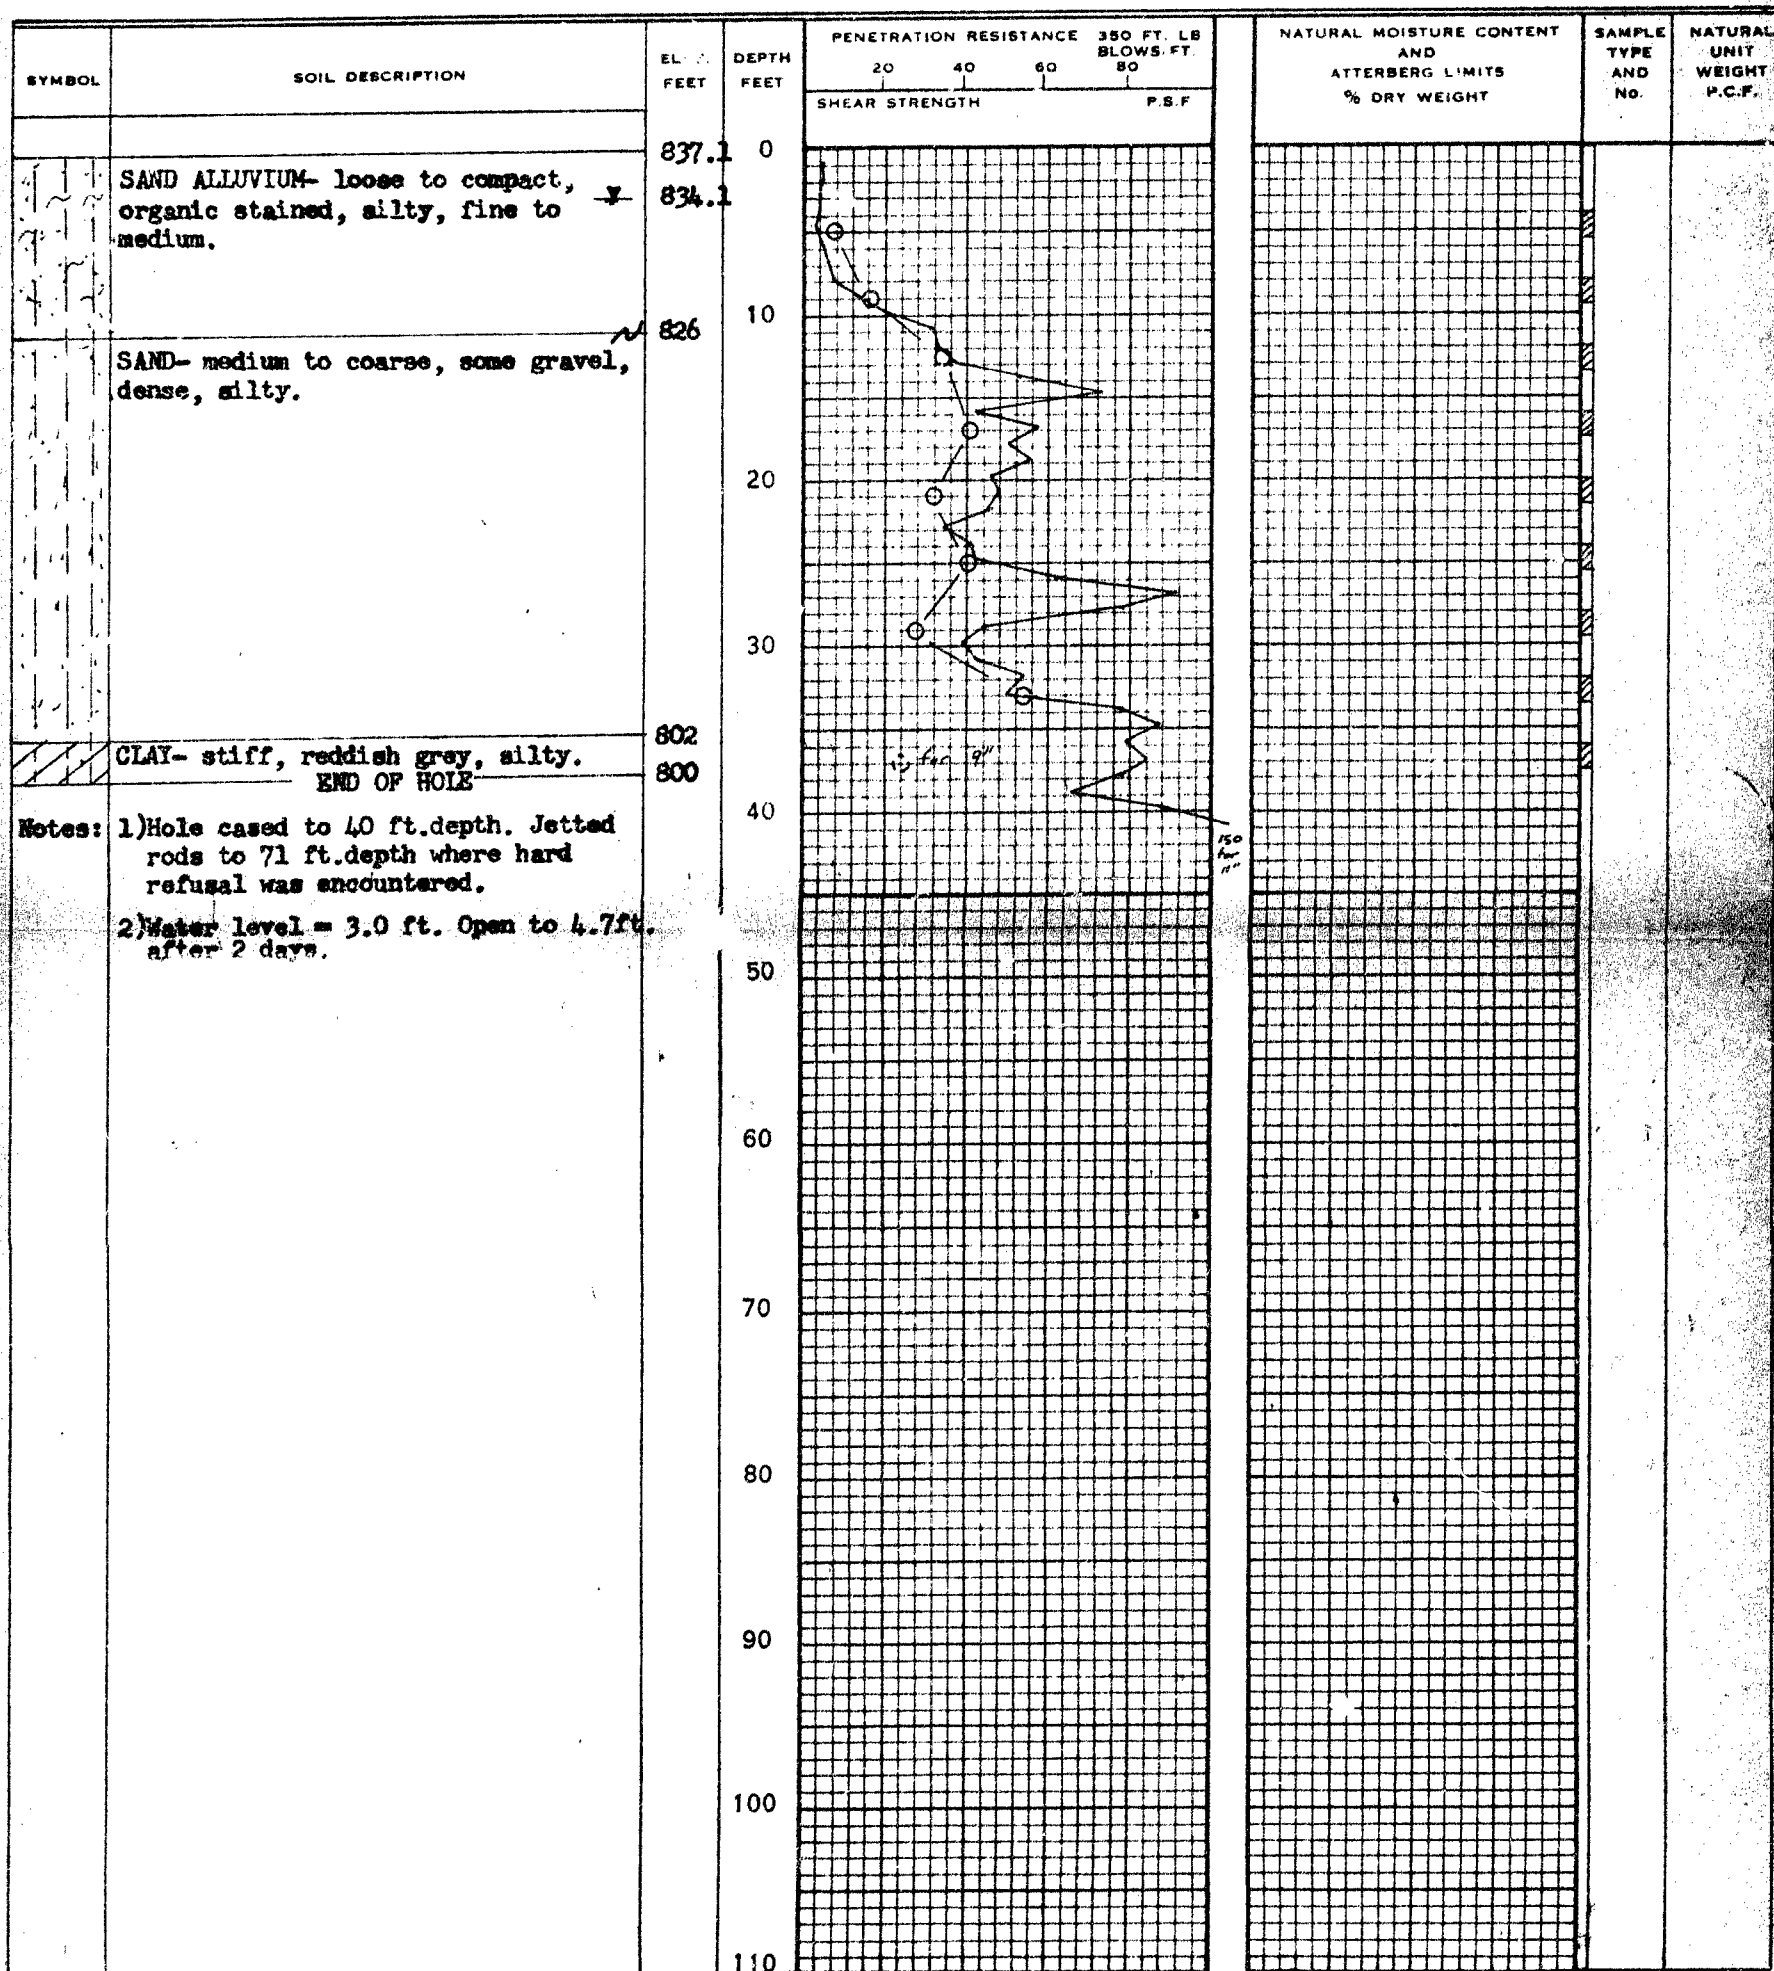 SYMBOL
SOIL DESCRIPTION
FEET
DEPTH
FEET
PENETRATION RESISTANCE 350 FT. LB
BLOWS/FT.
20 40 60 80
SHEAR STRENGTH P.S.F
NATURAL MOISTURE CONTENT
AND
ATTERBERG LIMITS
% DRY WEIGHT
SAMPLE
TYPE
AND
No.
NATURAL
UNIT
WEIGHT
P.C.F.
837.1 0
SAND ALLUVIUM- loose to compact,
834.1
organic stained, silty, fine to
medium.
10
826
SAND- medium to coarse, some gravel,
dense, silty.
20
30
802
CLAY- stiff, reddish grey, silty.
for 9"
END OF HOLE
800
40
Notes: 1)Hole cased to 40 ft.depth. Jetted
rods to 71 ft.depth where hard
refusal was encountered.
150
for
11"
2)Water level = 3.0 ft. Open to 4.7ft.
after 2 days.
50
60
70
80
90
100
110